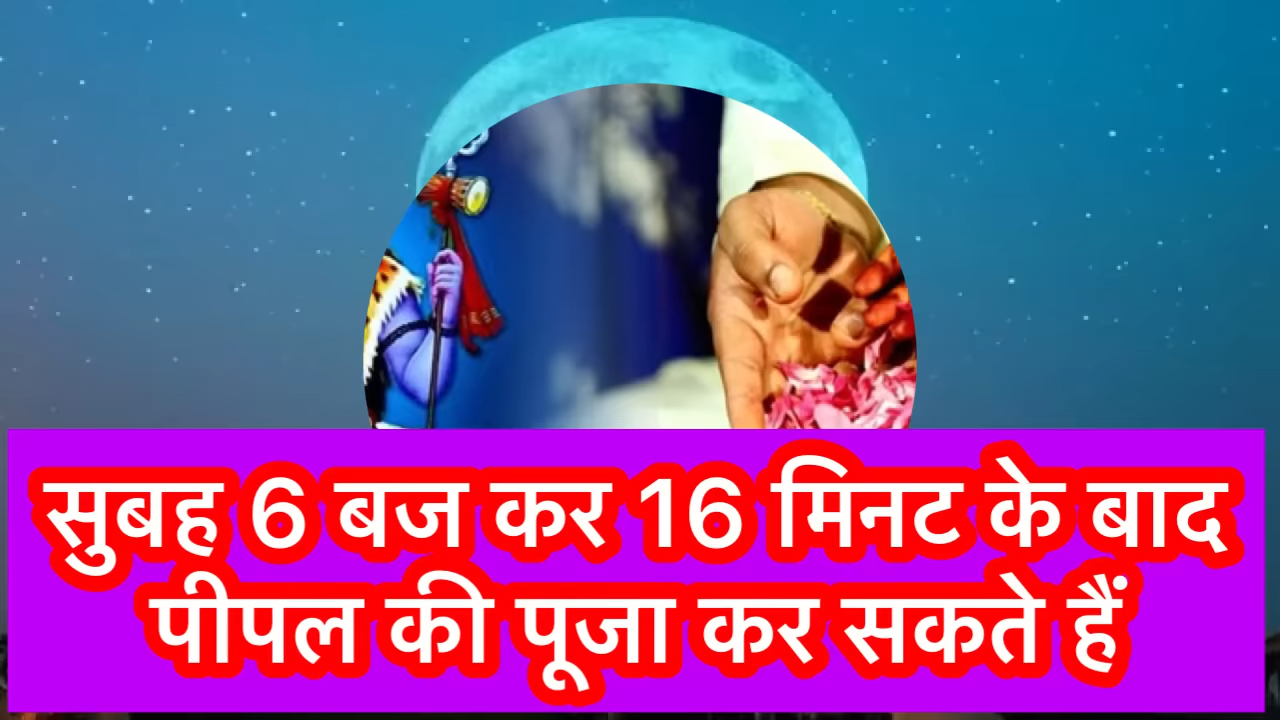 सुबह 6 बज कर 16 मिनट के बाद
पीपल की पूजा कर सकते हैं